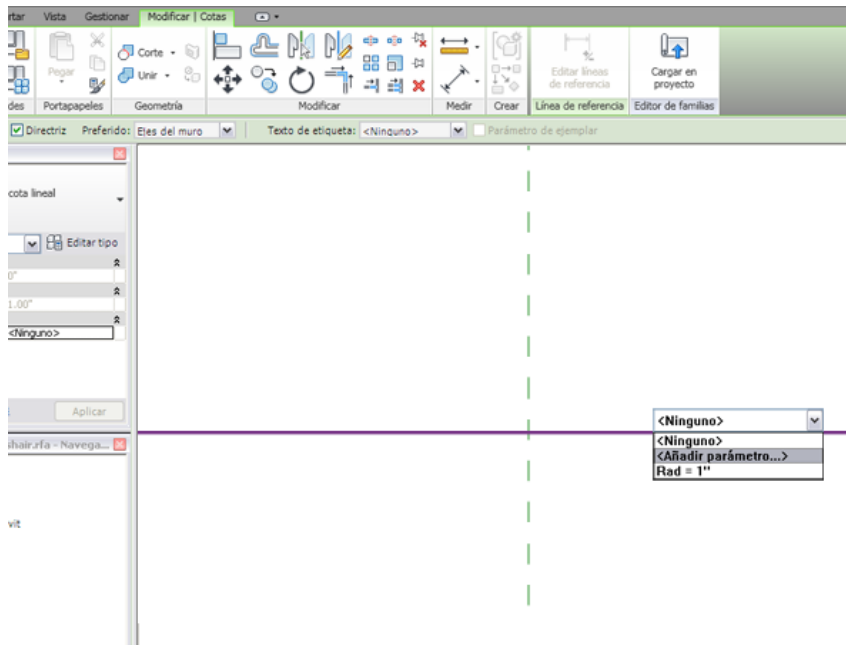 rtar Vista Gestionar Modificar | Cotas
Pegar
Corte
Unir
Editar líneas
de referencia
Cargar en
proyecto
des Portapapeles Geometría Modificar Medir Crear Línea de referencia Editor de familias
Directriz Preferido: Ejes del muro Texto de etiqueta: <Ninguno> Parámetro de ejemplar
cota lineal
Editar tipo
0"
1.00"
<Ninguno>
Aplicar
shair.rfa - Navega...
vit
<Ninguno>
<Ninguno>
<Añadir parámetro...>
Rad = 1"